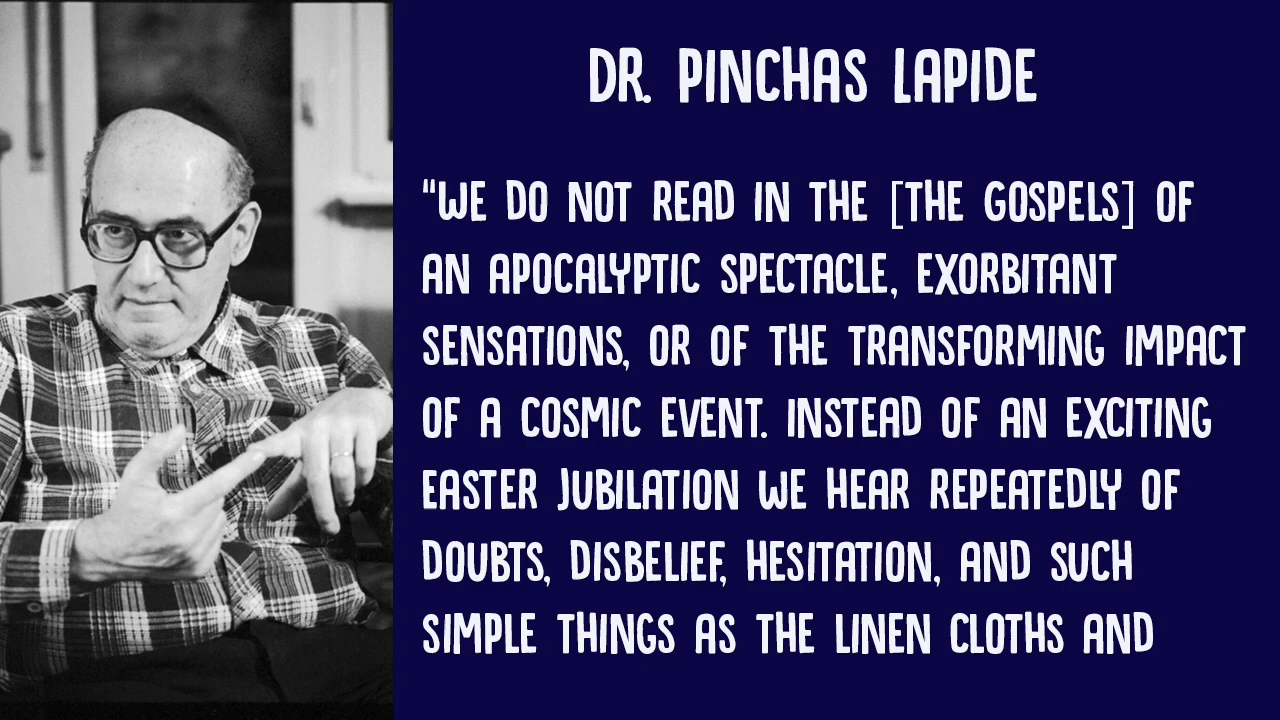 DR. PINCHAS LAPIDE
“WE DO NOT READ IN THE [THE GOSPELS] OF
AN APOCALYPTIC SPECTACLE, EXORBITANT
SENSATIONS, OR OF THE TRANSFORMING IMPACT
OF A COSMIC EVENT. INSTEAD OF AN EXCITING
EASTER JUBILATION WE HEAR REPEATEDLY OF
DOUBTS, DISBELIEF, HESITATION, AND SUCH
SIMPLE THINGS AS THE LINEN CLOTHS AND